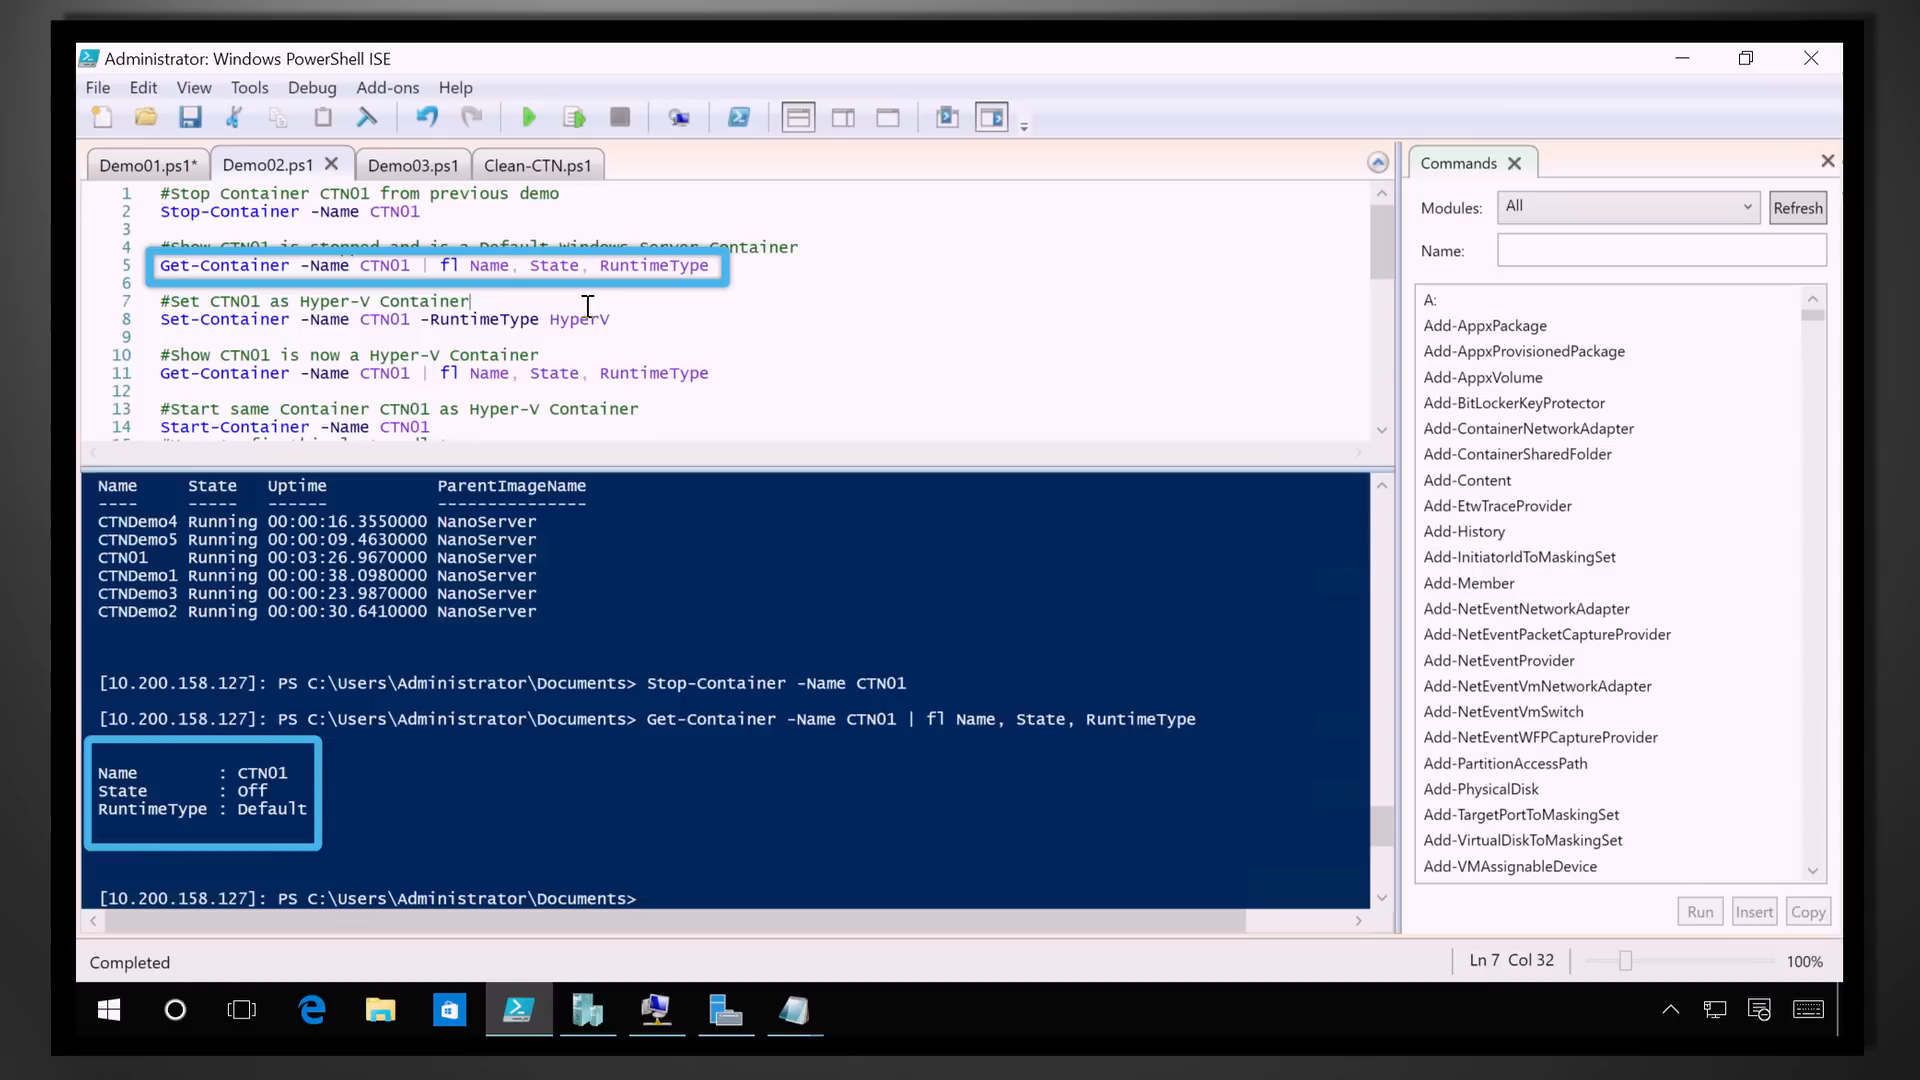 Administrator: Windows PowerShell ISE
File Edit View Tools Debug Add-ons Help
Demo01.ps1* Demo02.ps1 Demo03.ps1 Clean-CTN.ps1
1 #Stop Container CTN01 from previous demo
2 Stop-Container -Name CTN01
3
4 #Show CTN01 is stopped and is a Default Windows Server Container
5 Get-Container -Name CTN01 | fl Name, State, RuntimeType
6
7 #Set CTN01 as Hyper-V Container
8 Set-Container -Name CTN01 -RuntimeType HyperV
9
10 #Show CTN01 is now a Hyper-V Container
11 Get-Container -Name CTN01 | fl Name, State, RuntimeType
12
13 #Start same Container CTN01 as Hyper-V Container
14 Start-Container -Name CTN01
Name State Uptime ParentImageName
---- ----- ------ ---------------
CTNDemo4 Running 00:00:16.3550000 NanoServer
CTNDemo5 Running 00:00:09.4630000 NanoServer
CTN01 Running 00:03:26.9670000 NanoServer
CTNDemo1 Running 00:00:38.0980000 NanoServer
CTNDemo3 Running 00:00:23.9870000 NanoServer
CTNDemo2 Running 00:00:30.6410000 NanoServer
[10.200.158.127]: PS C:\Users\Administrator\Documents> Stop-Container -Name CTN01
[10.200.158.127]: PS C:\Users\Administrator\Documents> Get-Container -Name CTN01 | fl Name, State, RuntimeType
Name : CTN01
State : Off
RuntimeType : Default
[10.200.158.127]: PS C:\Users\Administrator\Documents>
Commands
Modules: All Refresh
Name:
A:
Add-AppxPackage
Add-AppxProvisionedPackage
Add-AppxVolume
Add-BitLockerKeyProtector
Add-ContainerNetworkAdapter
Add-ContainerSharedFolder
Add-Content
Add-EtwTraceProvider
Add-History
Add-InitiatorIdToMaskingSet
Add-Member
Add-NetEventNetworkAdapter
Add-NetEventPacketCaptureProvider
Add-NetEventProvider
Add-NetEventVmNetworkAdapter
Add-NetEventVmSwitch
Add-NetEventWFPCaptureProvider
Add-PartitionAccessPath
Add-PhysicalDisk
Add-TargetPortToMaskingSet
Add-VirtualDiskToMaskingSet
Add-VMAssignableDevice
Run Insert Copy
Completed
Ln 7 Col 32
100%